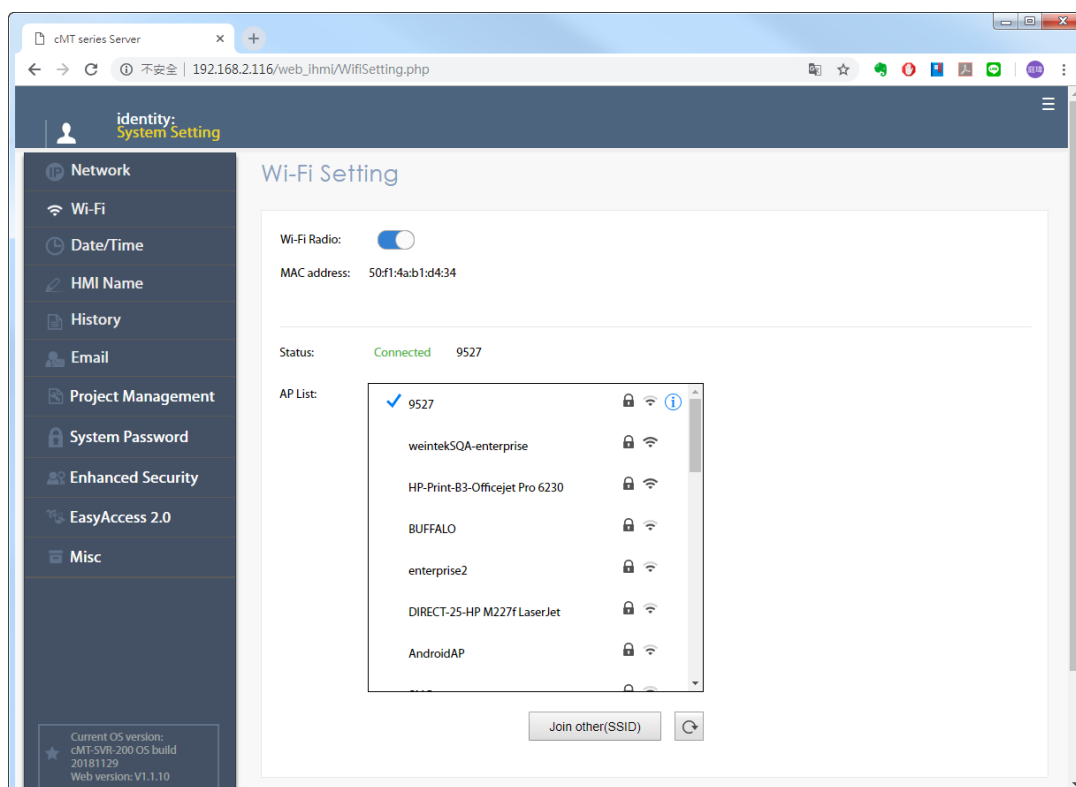 cMT series Server
不安全 | 192.168.2.116/web_ihmi/WifiSetting.php
identity:
System Setting
Network
Wi-Fi
Date/Time
HMI Name
History
Email
Project Management
System Password
Enhanced Security
EasyAccess 2.0
Misc
Current OS version:
cMT-SVR-200 OS build
20181129
Web version: V1.1.10
Wi-Fi Setting
Wi-Fi Radio:
MAC address: 50:f1:4a:b1:d4:34
Status: Connected 9527
AP List:
9527
weintekSQA-enterprise
HP-Print-B3-Officejet Pro 6230
BUFFALO
enterprise2
DIRECT-25-HP M227f LaserJet
AndroidAP
Join other(SSID)